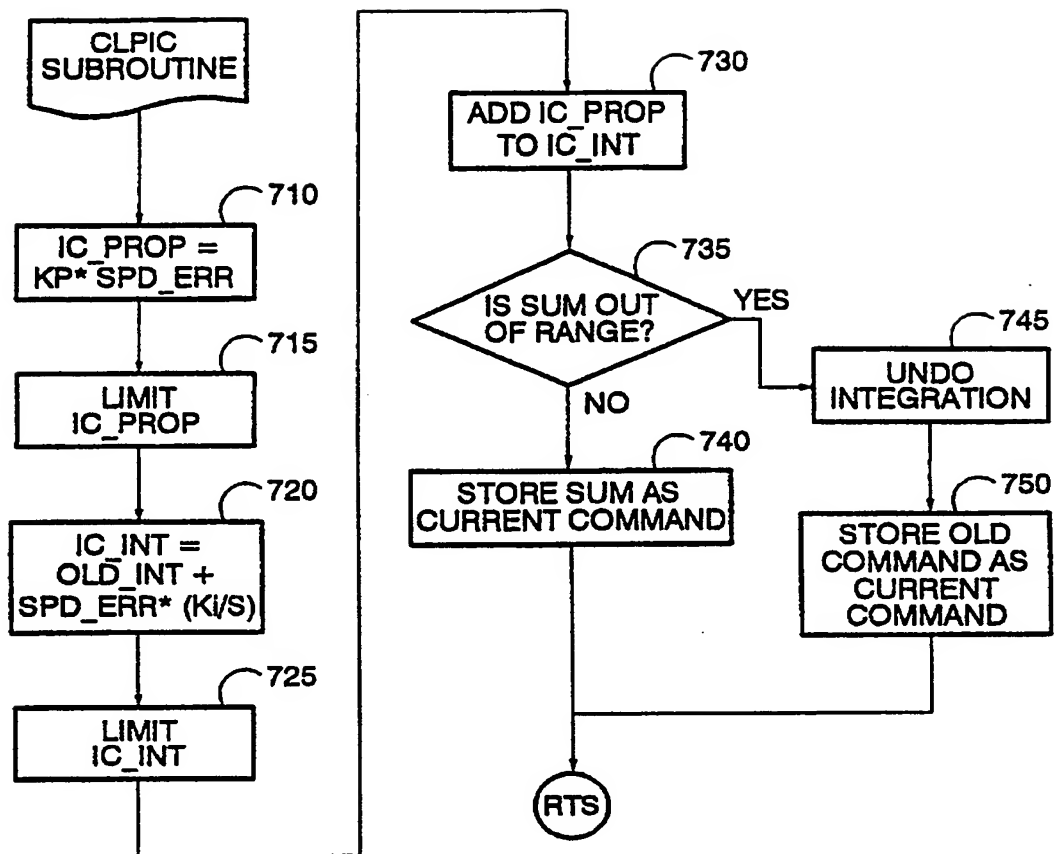 CLPIC
SUBROUTINE
710
IC_PROP =
KP* SPD_ERR
715
LIMIT
IC_PROP
720
IC_INT =
OLD_INT +
SPD_ERR* (Ki/S)
725
LIMIT
IC_INT
730
ADD IC_PROP
TO IC_INT
735
IS SUM OUT
OF RANGE?
YES
NO
740
STORE SUM AS
CURRENT COMMAND
745
UNDO
INTEGRATION
750
STORE OLD
COMMAND AS
CURRENT
COMMAND
RTS